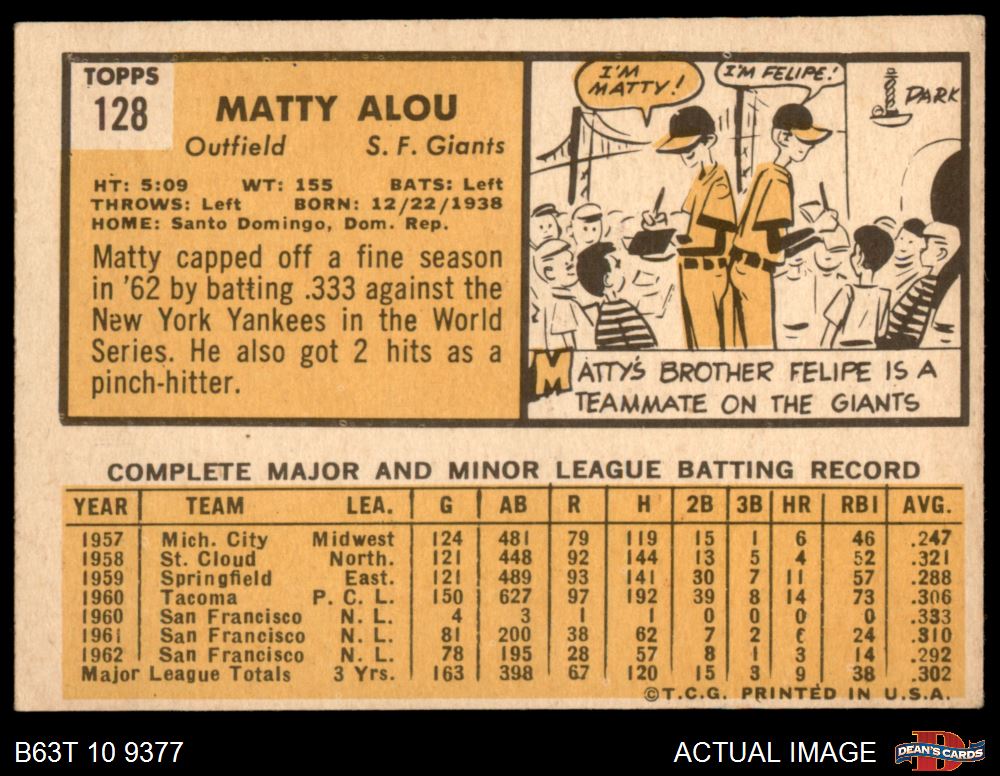 TOPPS
128
MATTY ALOU
Outfield S. F. Giants
HT: 5:09 WT: 155 BATS: Left
THROWS: Left BORN: 12/22/1938
HOME: Santo Domingo, Dom. Rep.
Matty capped off a fine season
in '62 by batting .333 against the
New York Yankees in the World
Series. He also got 2 hits as a
pinch-hitter.
I'M
MATTY!
I'M FELIPE!
PARK
MATTY'S BROTHER FELIPE IS A
TEAMMATE ON THE GIANTS
COMPLETE MAJOR AND MINOR LEAGUE BATTING RECORD
YEAR TEAM LEA. G AB R H 2B 3B HR RBI AVG.
1957 Mich. City Midwest 124 481 79 119 15 1 6 46 .247
1958 St. Cloud North. 121 448 92 144 13 5 4 52 .321
1959 Springfield East. 121 489 93 141 30 7 11 57 .288
1960 Tacoma P. C. L. 150 627 97 192 39 8 14 73 .306
1960 San Francisco N. L. 4 3 1 1 0 0 0 0 .333
1961 San Francisco N. L. 81 200 38 62 7 2 6 24 .310
1962 San Francisco N. L. 78 195 28 57 8 1 3 14 .292
Major League Totals 3 Yrs. 163 398 67 120 15 3 9 38 .302
©T.C.G. PRINTED IN U.S.A.
B63T 10 9377 ACTUAL IMAGE
DEAN'S CARDS